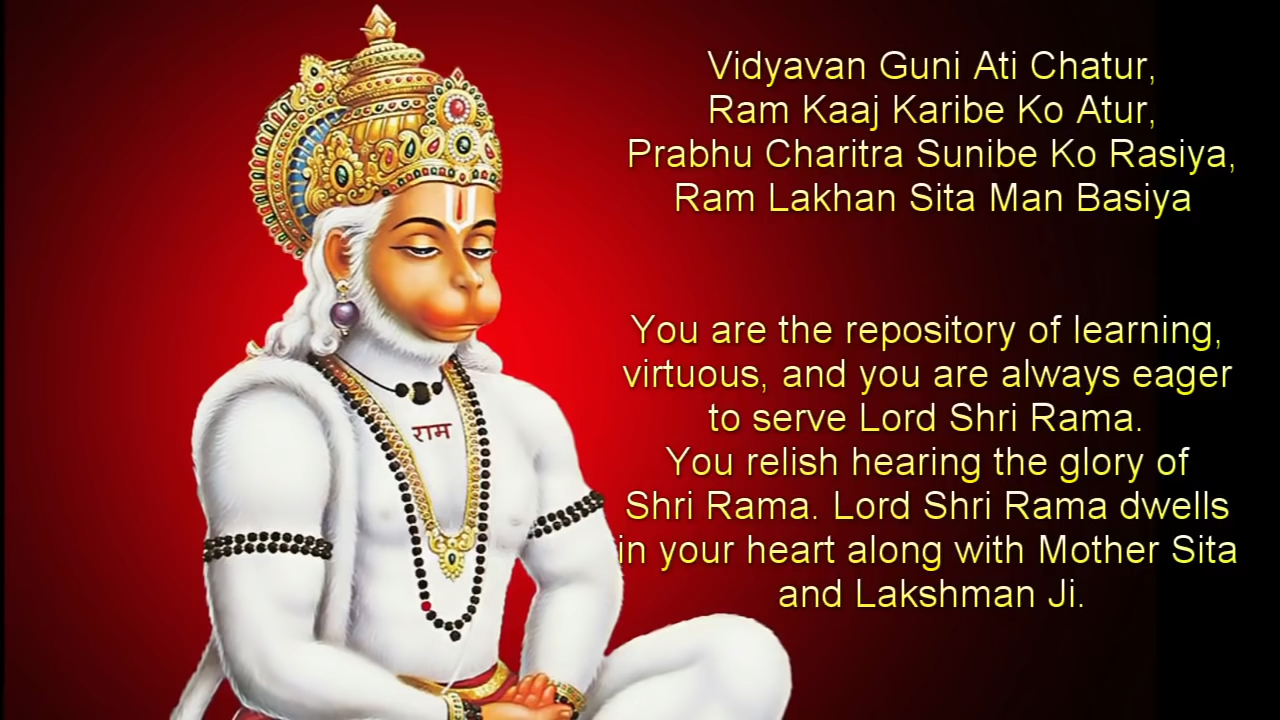 Vidyavan Guni Ati Chatur,
Ram Kaaj Karibe Ko Atur,
Prabhu Charitra Sunibe Ko Rasiya,
Ram Lakhan Sita Man Basiya
You are the repository of learning,
virtuous, and you are always eager
to serve Lord Shri Rama.
You relish hearing the glory of
Shri Rama. Lord Shri Rama dwells
in your heart along with Mother Sita
and Lakshman Ji.
राम